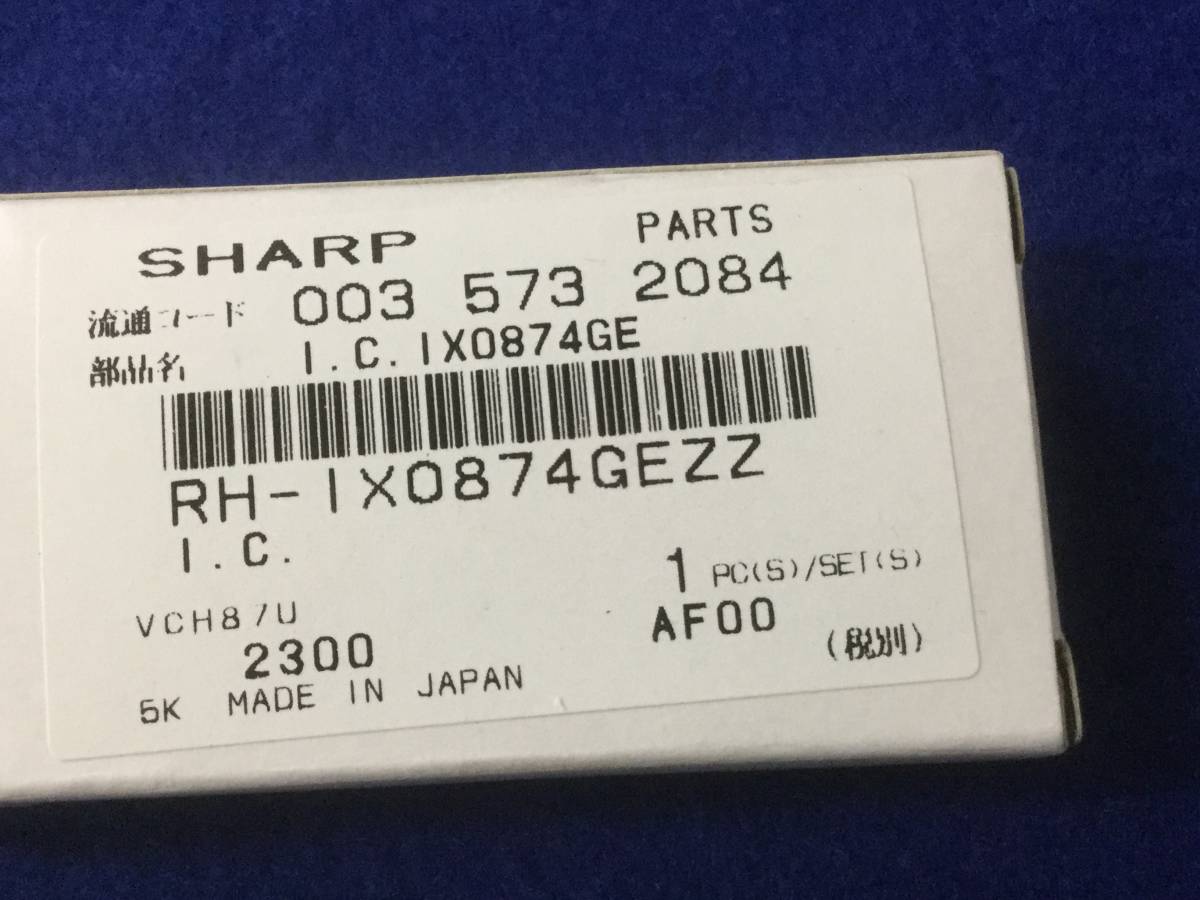 SHARP PARTS
流通コード 003 573 2084
部品名 I.C.IX0874GE
RH-IX0874GEZZ
I.C.
1 PC(S)/SET(S)
VCH87U AF00
2300 (税別)
5K MADE IN JAPAN